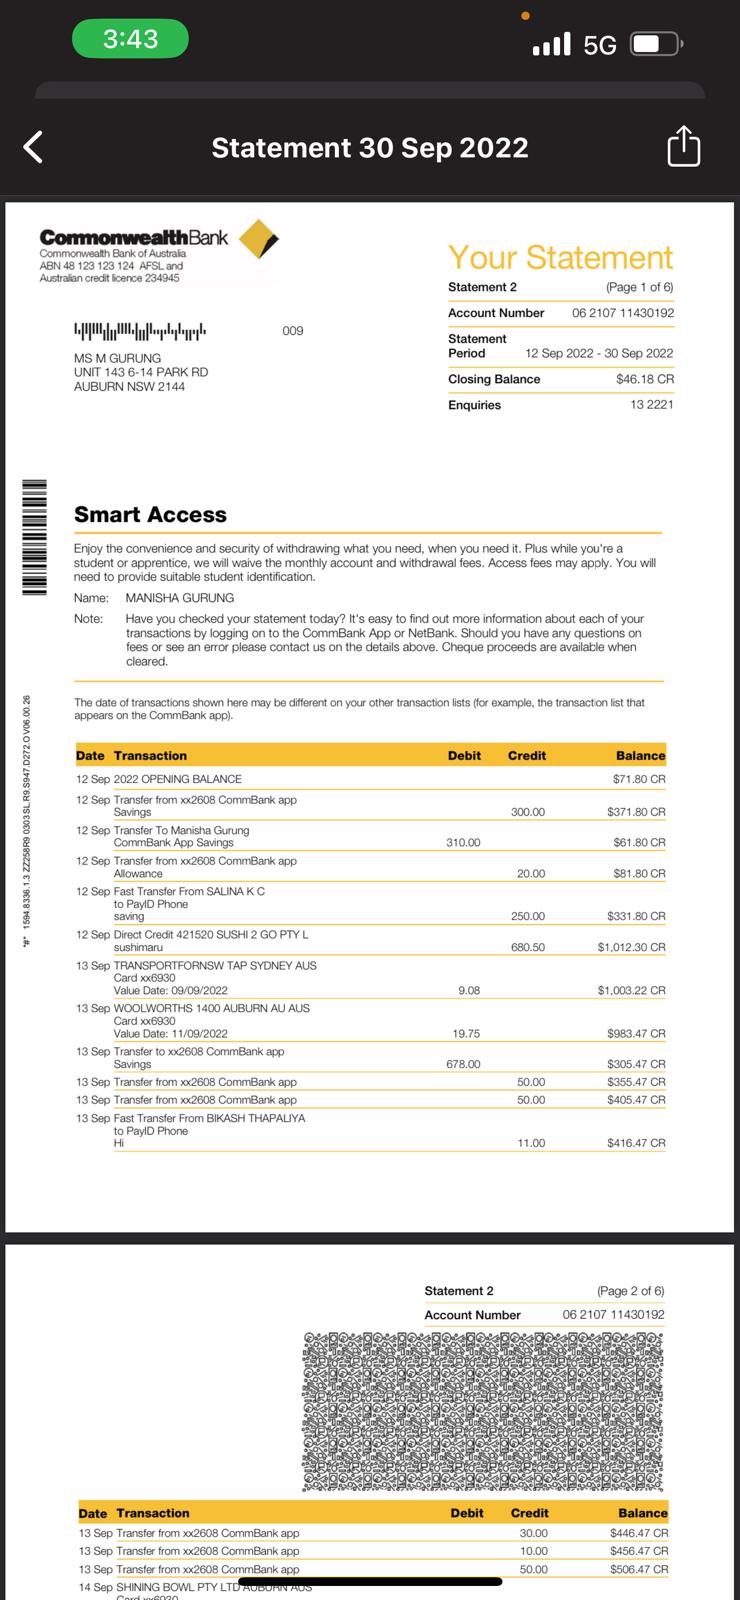 3:43
5G
Statement 30 Sep 2022
CommonwealthBank
Commonwealth Bank of Australia
ABN 48 123 123 124 AFSL and
Australian credit licence 234945
Your Statement
Statement 2 (Page 1 of 6)
Account Number 06 2107 11430192
Statement
Period 12 Sep 2022 - 30 Sep 2022
Closing Balance $46.18 CR
Enquiries 13 2221
009
MS M GURUNG
UNIT 143 6-14 PARK RD
AUBURN NSW 2144
Smart Access
Enjoy the convenience and security of withdrawing what you need, when you need it. Plus while you're a
student or apprentice, we will waive the monthly account and withdrawal fees. Access fees may apply. You will
need to provide suitable student identification.
Name: MANISHA GURUNG
Note: Have you checked your statement today? It's easy to find out more information about each of your
transactions by logging on to the CommBank App or NetBank. Should you have any questions on
fees or see an error please contact us on the details above. Cheque proceeds are available when
cleared.
The date of transactions shown here may be different on your other transaction lists (for example, the transaction list that
appears on the CommBank app).
*#* 1594.8336.1.3 ZZ258R9 0303 SL.R9.S947.D272.O V06.00.26
Date Transaction Debit Credit Balance
12 Sep 2022 OPENING BALANCE $71.80 CR
12 Sep Transfer from xx2608 CommBank app
Savings 300.00 $371.80 CR
12 Sep Transfer To Manisha Gurung
CommBank App Savings 310.00 $61.80 CR
12 Sep Transfer from xx2608 CommBank app
Allowance 20.00 $81.80 CR
12 Sep Fast Transfer From SALINA K C
to PayID Phone
saving 250.00 $331.80 CR
12 Sep Direct Credit 421520 SUSHI 2 GO PTY L
sushimaru 680.50 $1,012.30 CR
13 Sep TRANSPORTFORNSW TAP SYDNEY AUS
Card xx6930
Value Date: 09/09/2022 9.08 $1,003.22 CR
13 Sep WOOLWORTHS 1400 AUBURN AU AUS
Card xx6930
Value Date: 11/09/2022 19.75 $983.47 CR
13 Sep Transfer to xx2608 CommBank app
Savings 678.00 $305.47 CR
13 Sep Transfer from xx2608 CommBank app 50.00 $355.47 CR
13 Sep Transfer from xx2608 CommBank app 50.00 $405.47 CR
13 Sep Fast Transfer From BIKASH THAPALIYA
to PayID Phone
Hi 11.00 $416.47 CR
Statement 2 (Page 2 of 6)
Account Number 06 2107 11430192
Date Transaction Debit Credit Balance
13 Sep Transfer from xx2608 CommBank app 30.00 $446.47 CR
13 Sep Transfer from xx2608 CommBank app 10.00 $456.47 CR
13 Sep Transfer from xx2608 CommBank app 50.00 $506.47 CR
14 Sep SHINING BOWL PTY LTD AUBURN AUS
Card xx6930